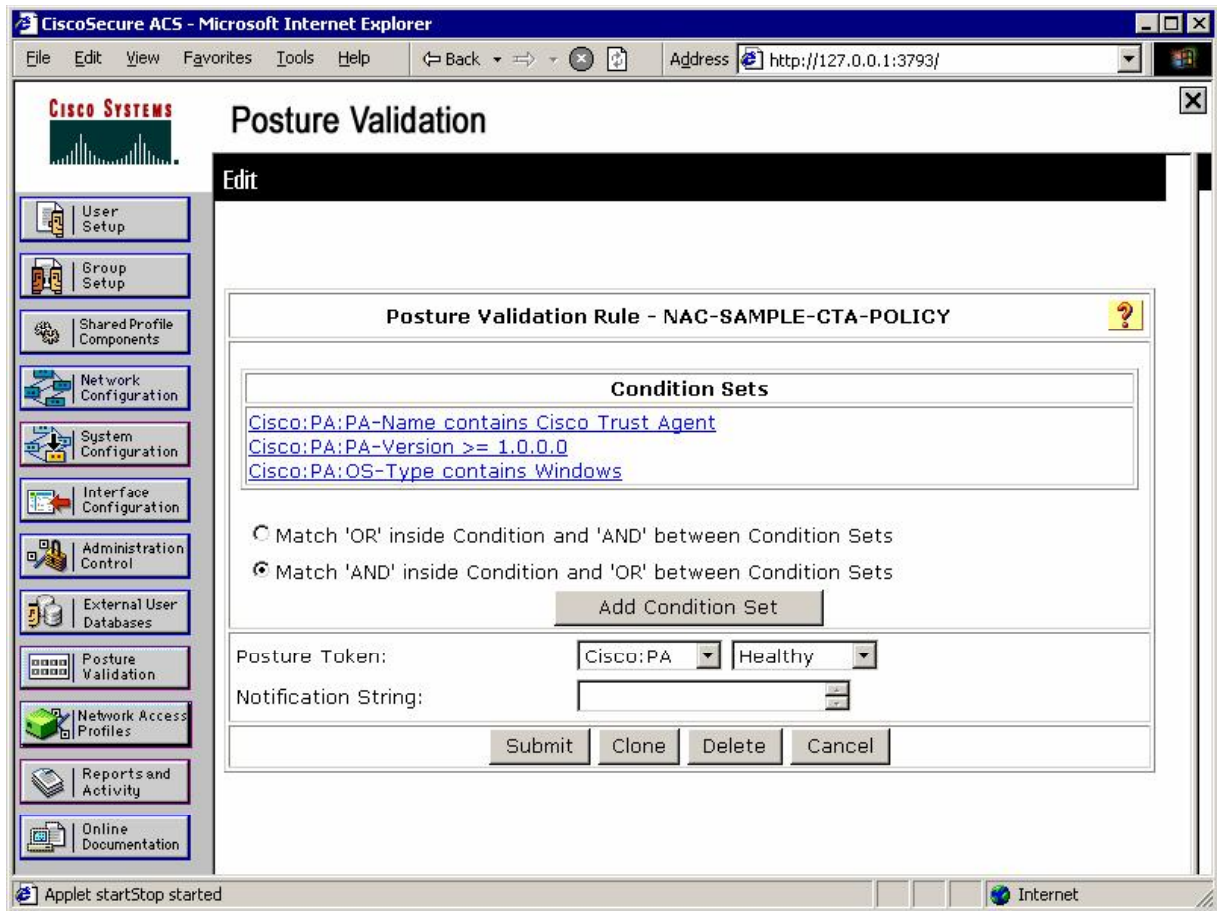 CiscoSecure ACS - Microsoft Internet Explorer
File Edit View Favorites Tools Help Back Address http://127.0.0.1:3793/
CISCO SYSTEMS
Posture Validation
Edit
User
Setup
Group
Setup
Shared Profile
Components
Network
Configuration
System
Configuration
Interface
Configuration
Administration
Control
External User
Databases
Posture
Validation
Network Access
Profiles
Reports and
Activity
Online
Documentation
Posture Validation Rule - NAC-SAMPLE-CTA-POLICY ?
Condition Sets
Cisco:PA:PA-Name contains Cisco Trust Agent
Cisco:PA:PA-Version >= 1.0.0.0
Cisco:PA:OS-Type contains Windows
Match 'OR' inside Condition and 'AND' between Condition Sets
Match 'AND' inside Condition and 'OR' between Condition Sets
Add Condition Set
Posture Token: Cisco:PA Healthy
Notification String:
Submit Clone Delete Cancel
Applet startStop started Internet